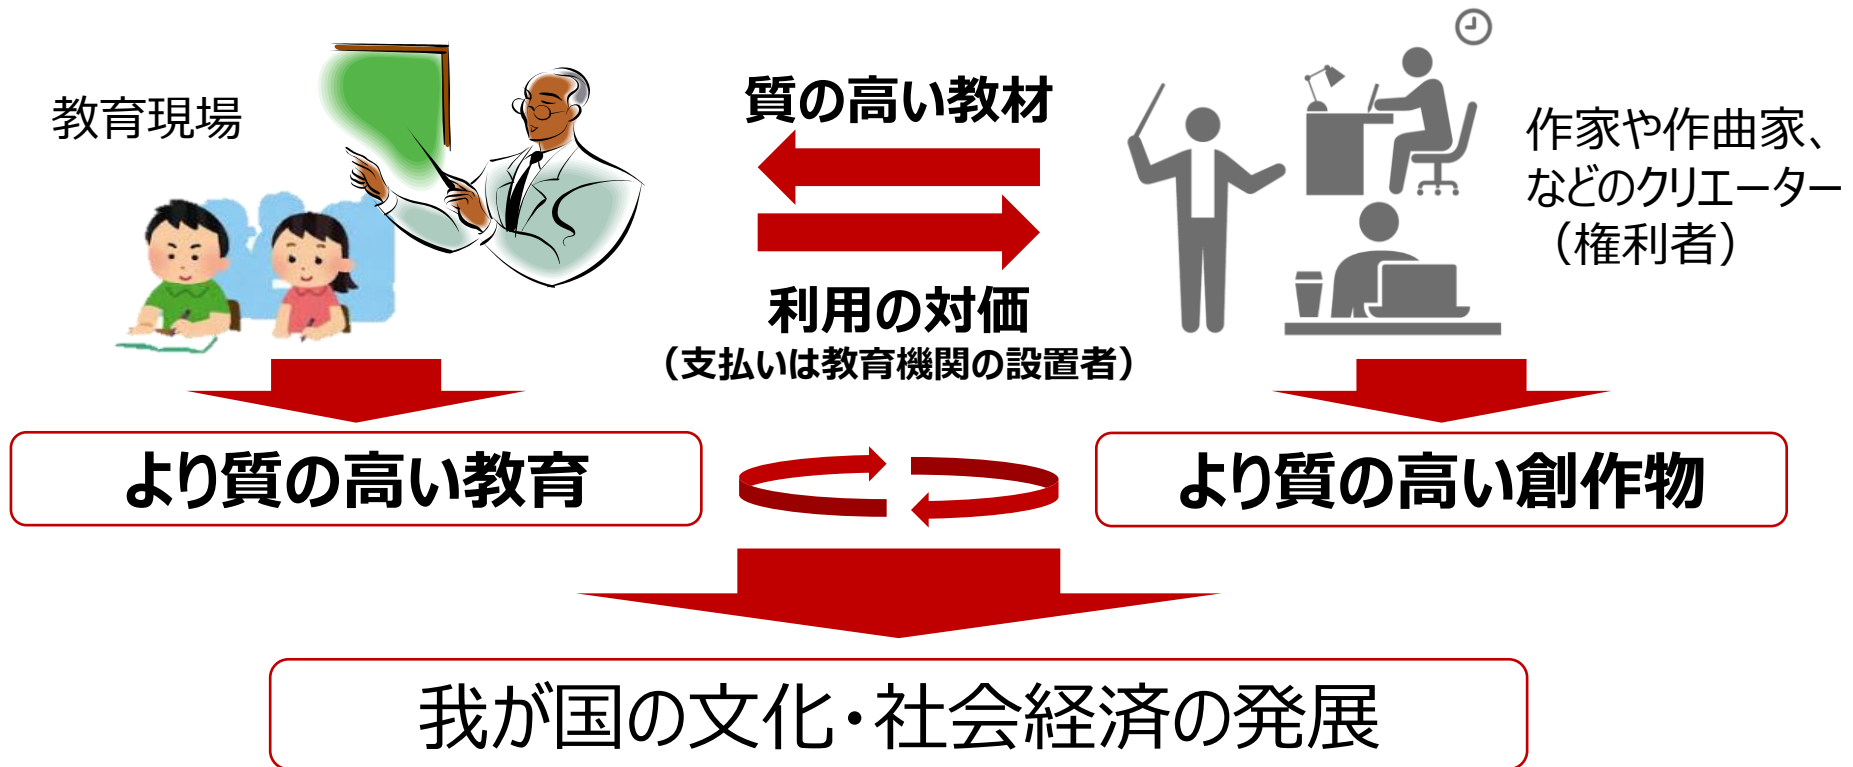 教育現場
質の高い教材
作家や作曲家、
などのクリエーター
（権利者）
利用の対価
（支払いは教育機関の設置者）
より質の高い教育
より質の高い創作物
我が国の文化・社会経済の発展